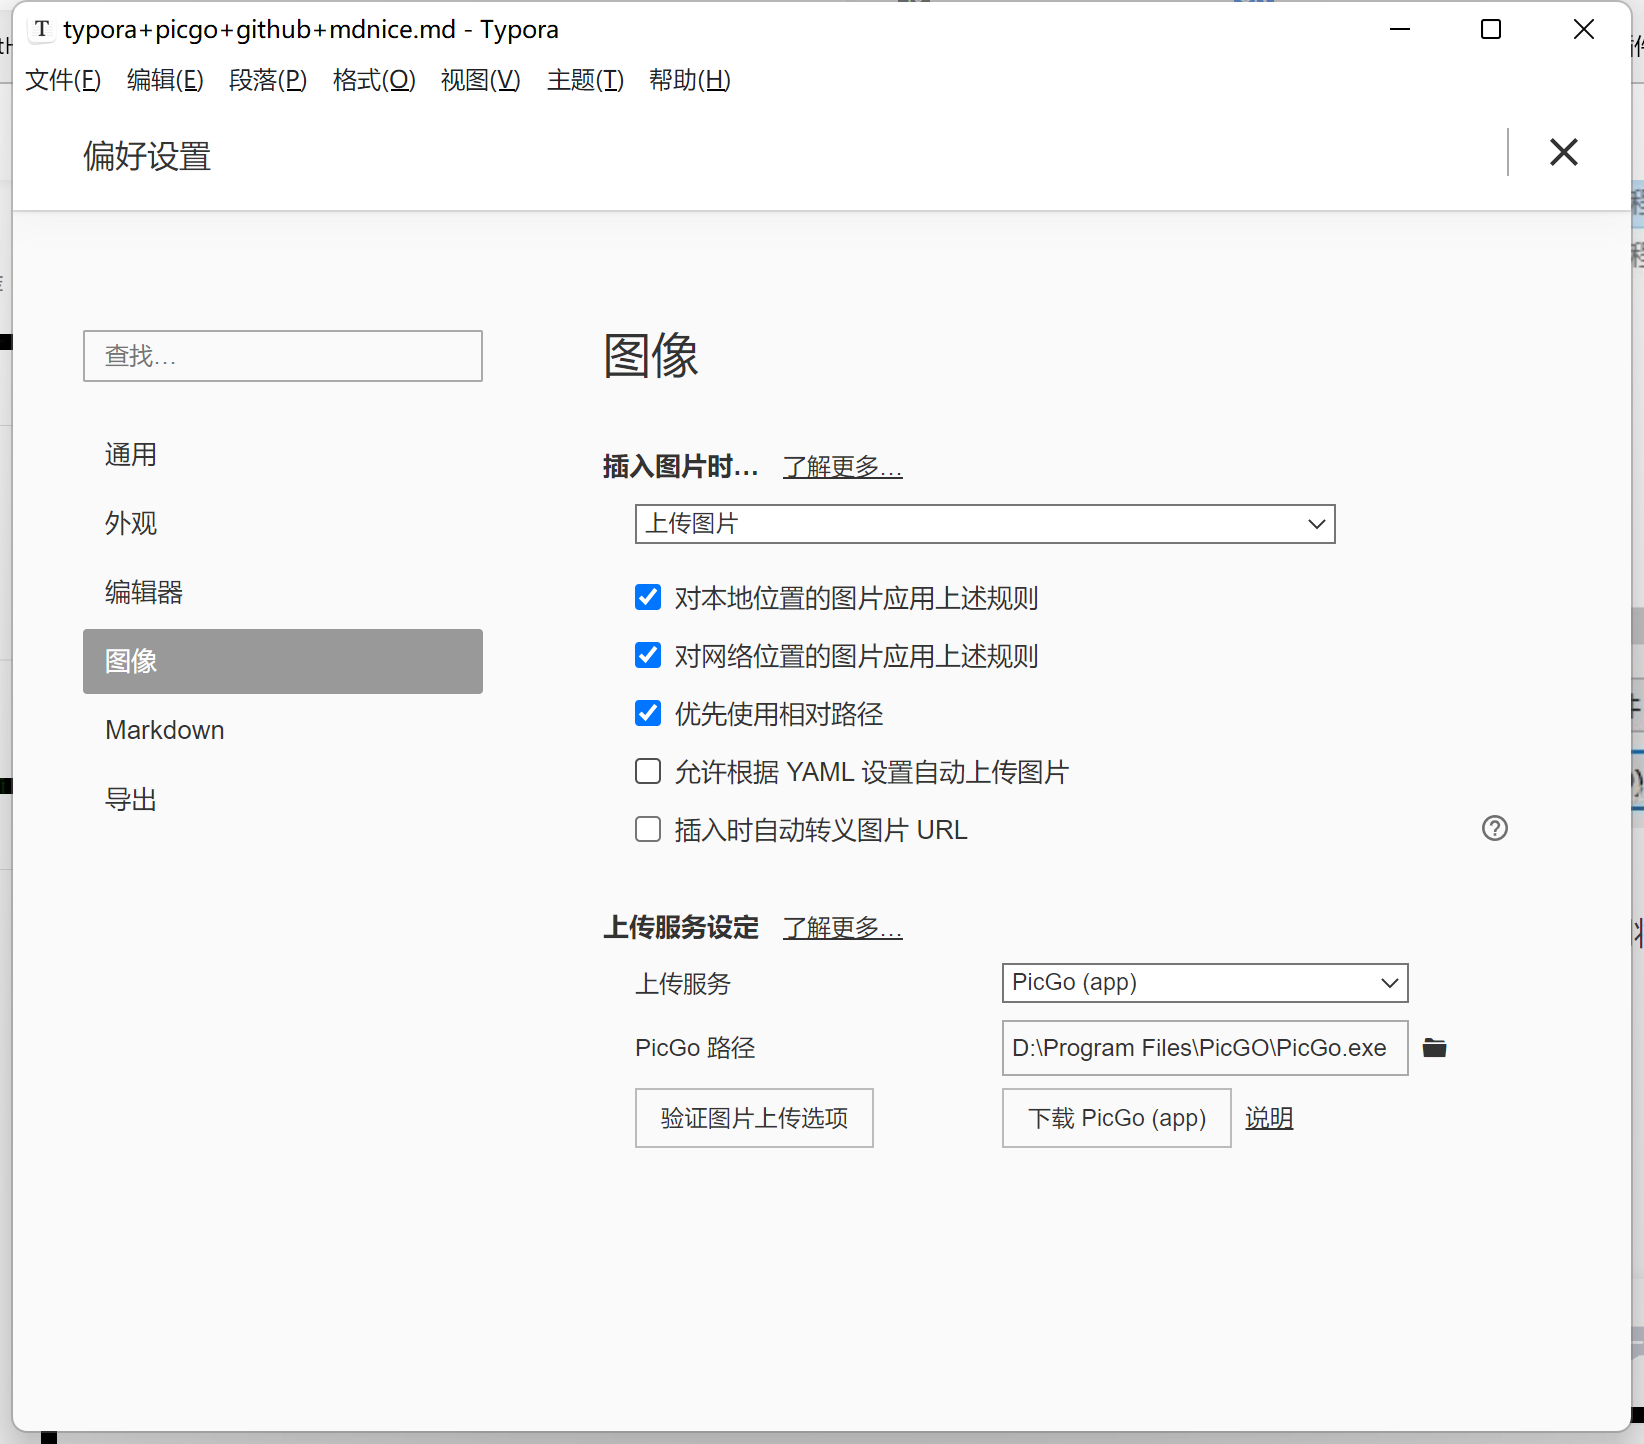 typora+picgo+github+mdnice.md - Typora
文件(F) 编辑(E) 段落(P) 格式(O) 视图(V) 主题(T) 帮助(H)
偏好设置
查找...
通用
外观
编辑器
图像
Markdown
导出
图像
插入图片时... 了解更多...
上传图片
对本地位置的图片应用上述规则
对网络位置的图片应用上述规则
优先使用相对路径
允许根据 YAML 设置自动上传图片
插入时自动转义图片 URL
上传服务设定 了解更多...
上传服务 PicGo (app)
PicGo 路径 D:\Program Files\PicGO\PicGo.exe
验证图片上传选项 下载 PicGo (app) 说明